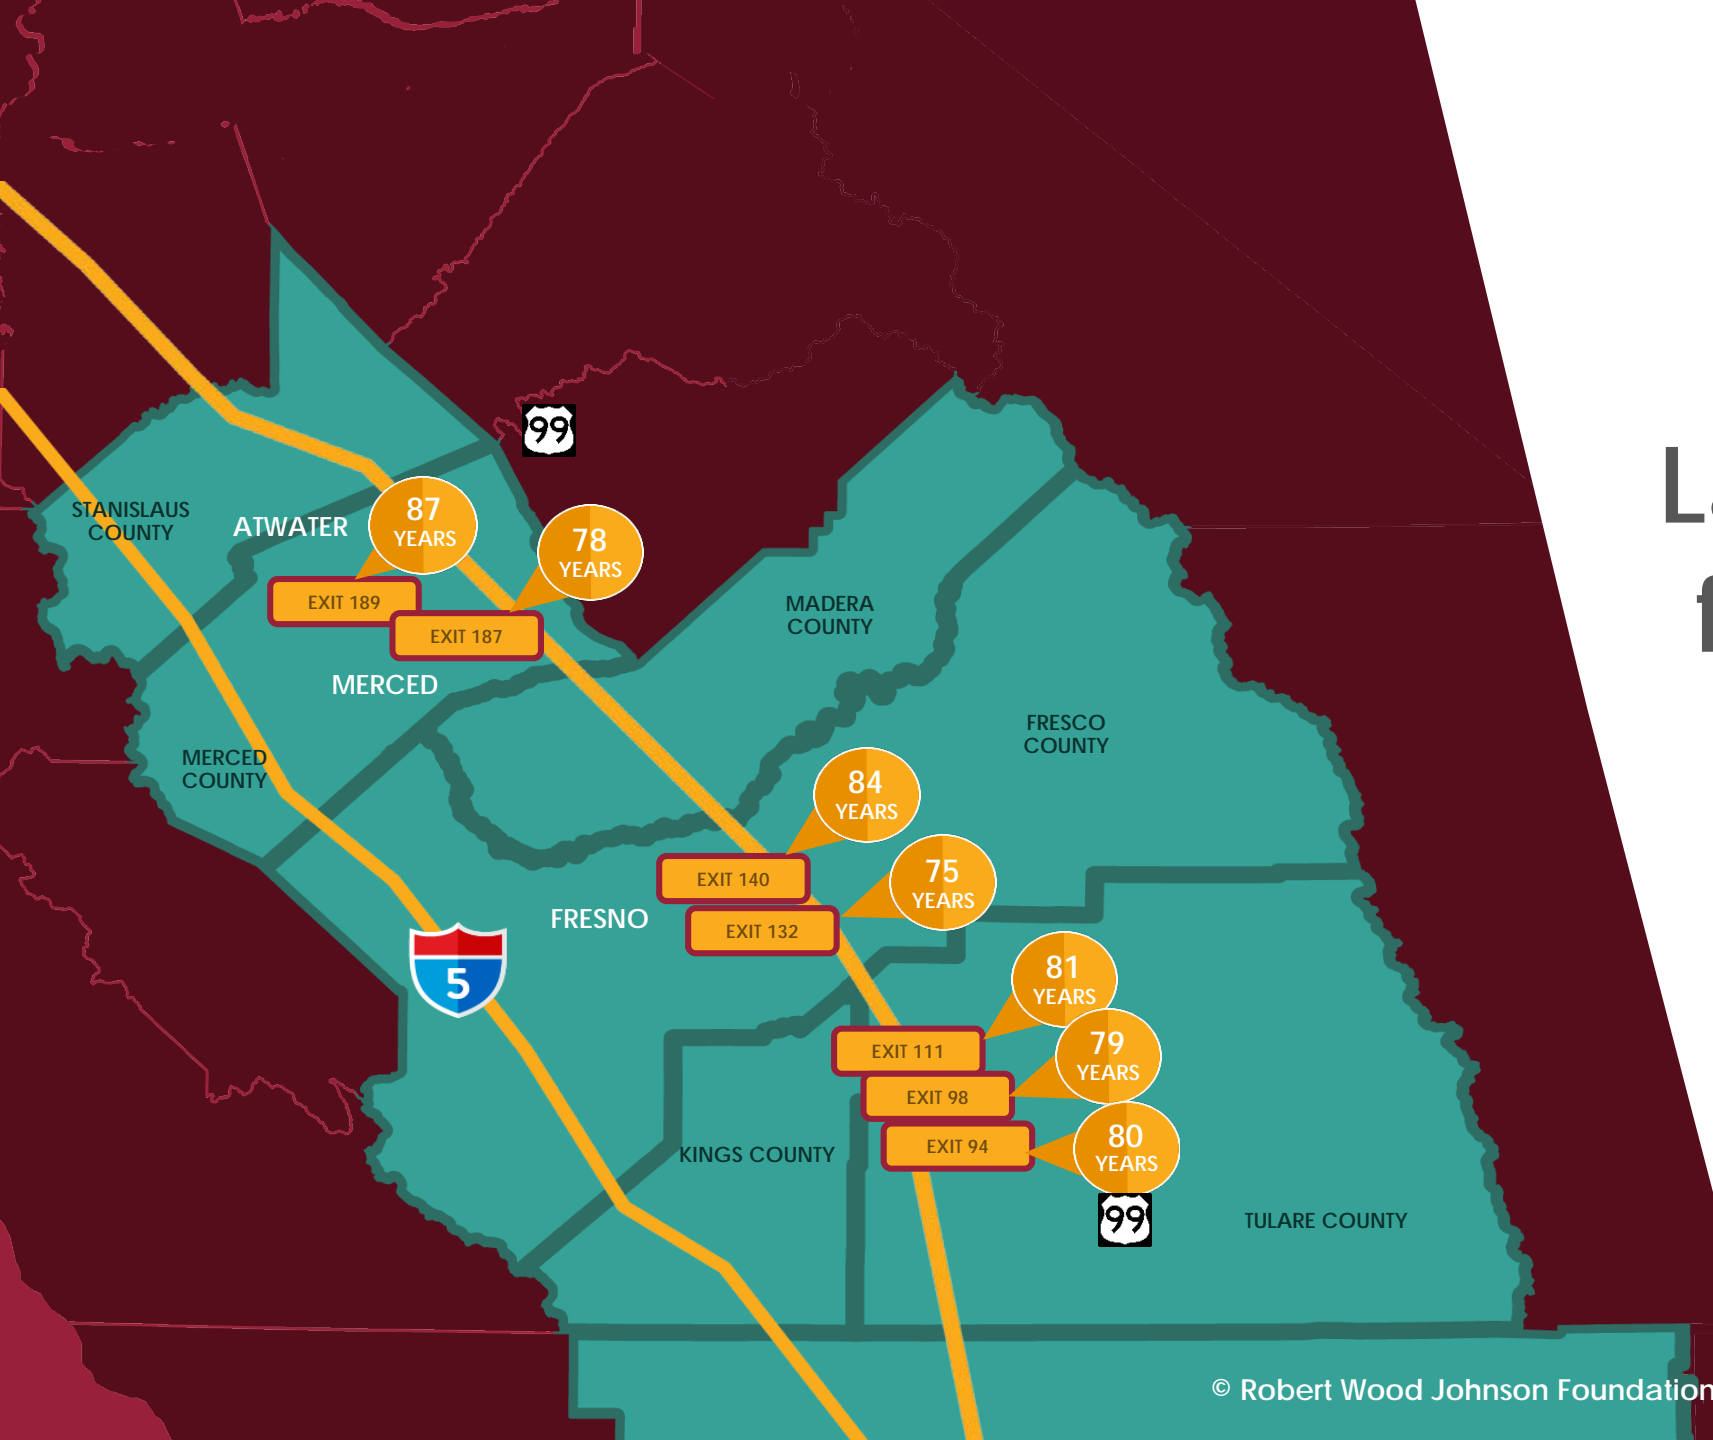 99
STANISLAUS
COUNTY
ATWATER
87
YEARS
78
YEARS
EXIT 189
EXIT 187
MERCED
MADERA
COUNTY
FRESCO
COUNTY
MERCED
COUNTY
84
YEARS
EXIT 140
75
YEARS
FRESNO
EXIT 132
5
81
YEARS
EXIT 111
79
YEARS
EXIT 98
KINGS COUNTY
EXIT 94
80
YEARS
99
TULARE COUNTY
© Robert Wood Johnson Foundation